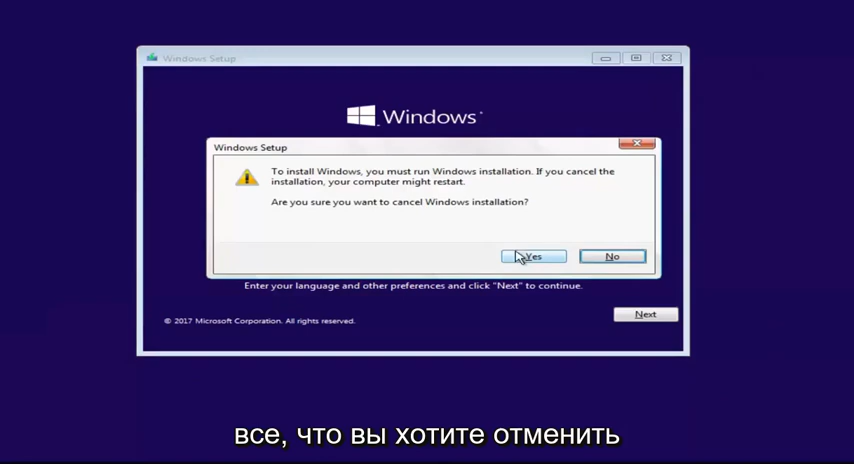 Windows Setup
Windows
Windows Setup
To install Windows, you must run Windows installation. If you cancel the
installation, your computer might restart.
Are you sure you want to cancel Windows installation?
Yes
No
Enter your language and other preferences and click "Next" to continue.
Next
© 2017 Microsoft Corporation. All rights reserved.
все, что вы хотите отменить